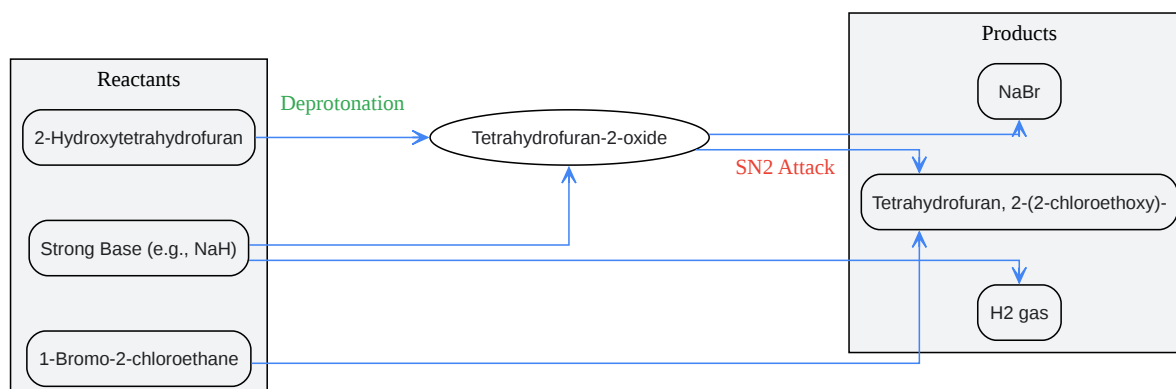 Products
Reactants
NaBr
Deprotonation
2-Hydroxytetrahydrofuran
Tetrahydrofuran-2-oxide
SN2 Attack
Tetrahydrofuran, 2-(2-chloroethoxy)-
Strong Base (e.g., NaH)
H2 gas
1-Bromo-2-chloroethane